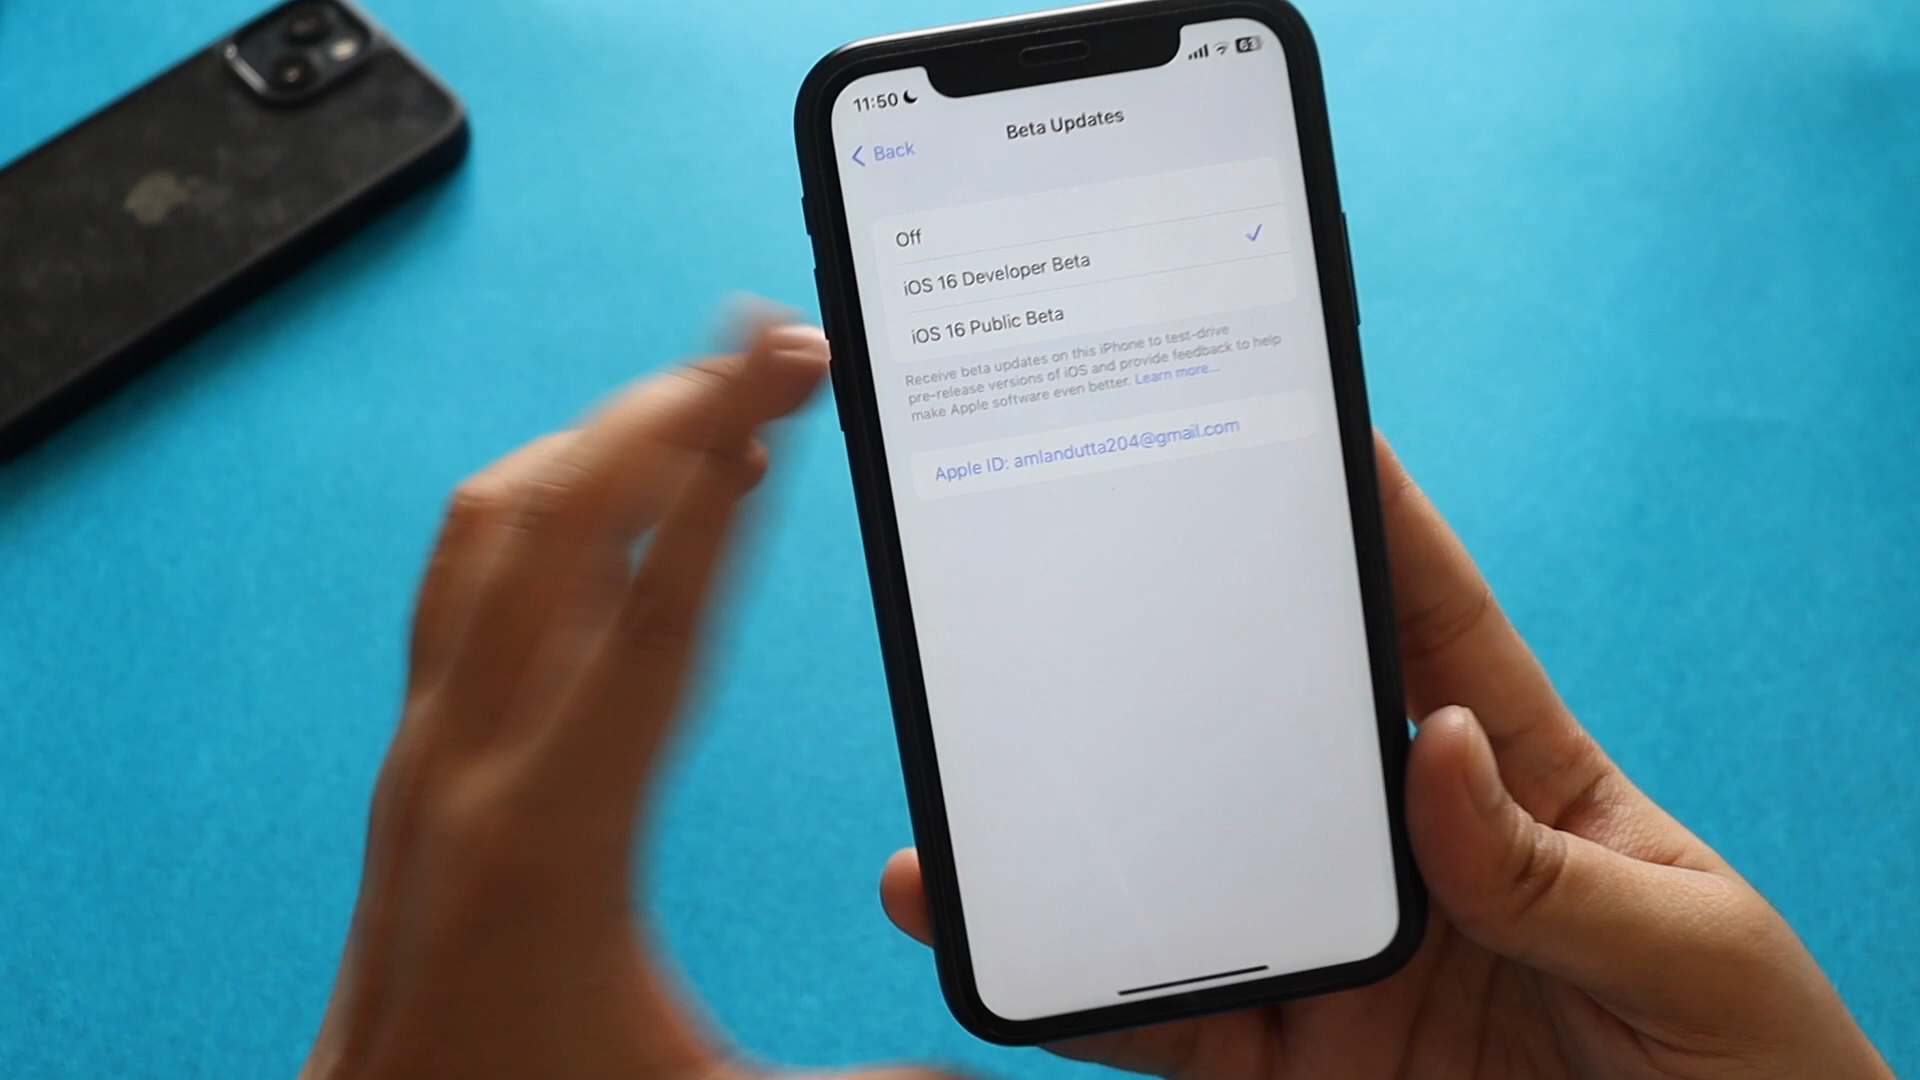 11:50
61
Beta Updates
Back
Off
iOS 16 Developer Beta
iOS 16 Public Beta
Receive beta updates on this iPhone to test-drive
pre-release versions of iOS and provide feedback to help
make Apple software even better. Learn more...
Apple ID: amlandutta204@gmail.com